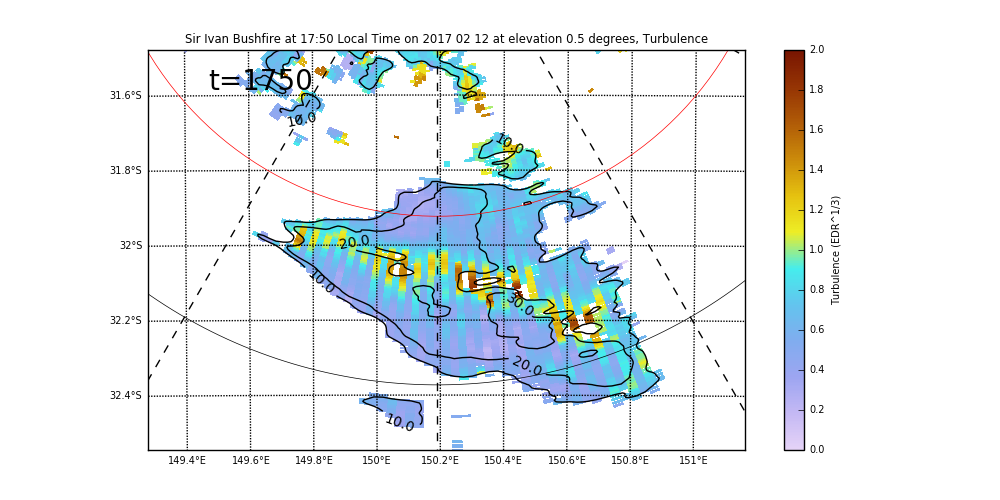 Sir Ivan Bushfire at 17:50 Local Time on 2017 02 12 at elevation 0.5 degrees, Turbulence
t=1750
31.6°S
31.8°S
32°S
32.2°S
32.4°S
10.0
10.0
20.0
10.0
30.0
20.0
10.0
149.4°E 149.6°E 149.8°E 150°E 150.2°E 150.4°E 150.6°E 150.8°E 151°E
2.0
1.8
1.6
1.4
1.2
1.0
0.8
0.6
0.4
0.2
0.0
Turbulence (EDR^1/3)